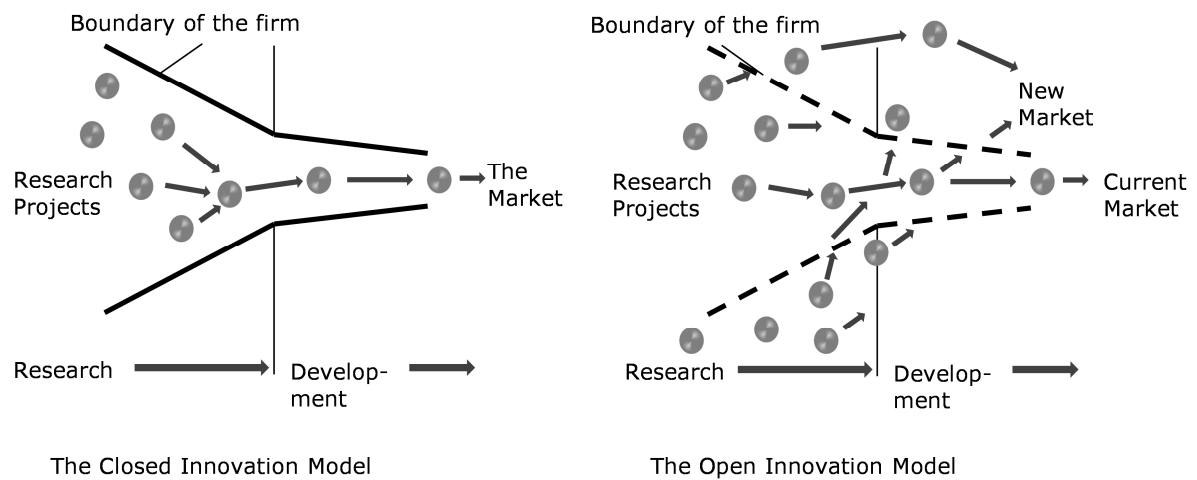 Boundary of the firm
Research
Projects
The
Market
Research
Develop-
ment
The Closed Innovation Model
Boundary of the firm
New
Market
Research
Projects
Current
Market
Research
Develop-
ment
The Open Innovation Model